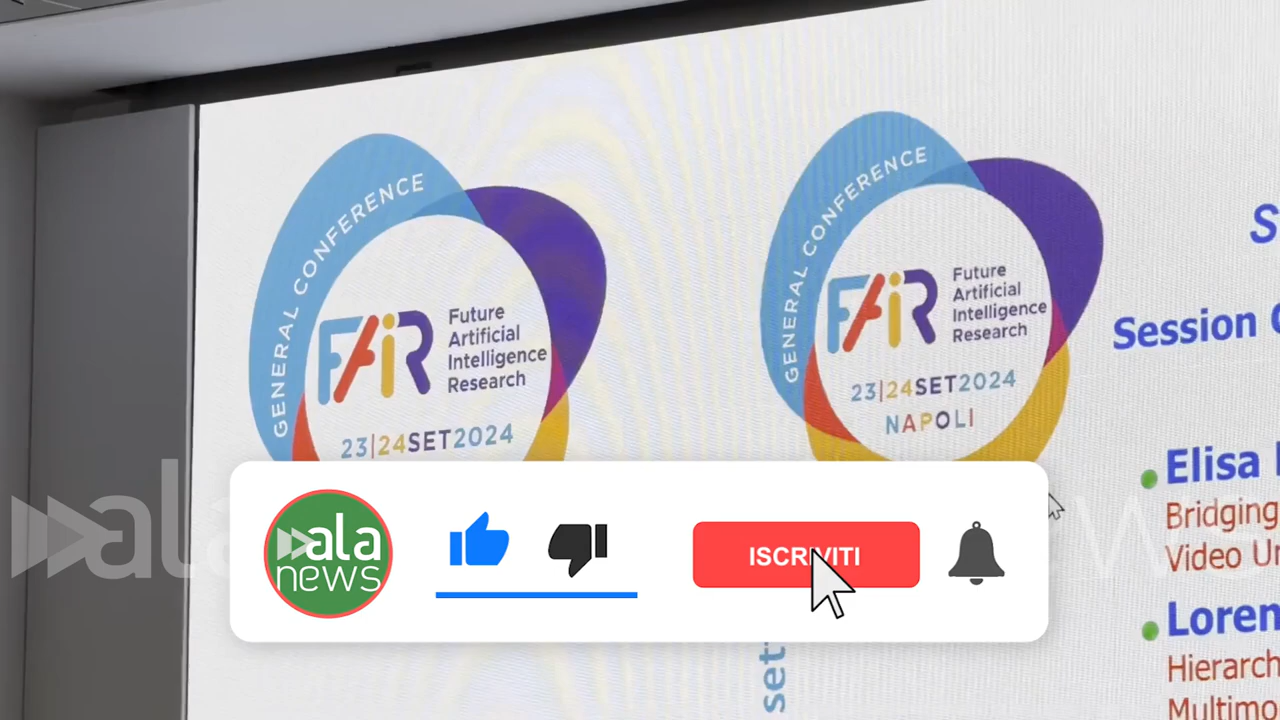 GENERAL CONFERENCE
FAIR
Future
Artificial
Intelligence
Research
23|24SET2024
GENERAL CONFERENCE
FAIR
Future
Artificial
Intelligence
Research
23|24SET2024
NAPOLI
Session
Elisa
Bridging
Video
Hierarch
Multimo
ala
news
ISCRIVITI
set